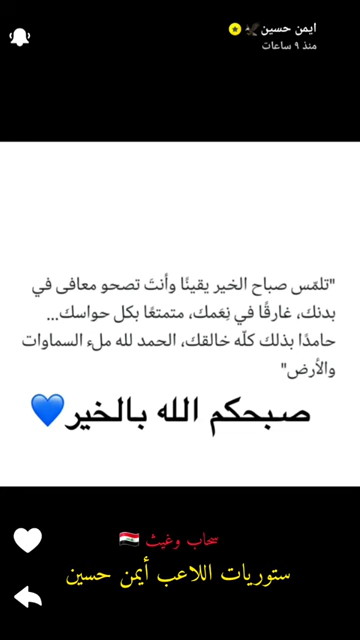 ايمن حسين
منذ ٩ ساعات
"تلمّس صباح الخير يقينًا وأنتَ تصحو معافى في
بدنك، غارقًا في نِعَمك، متمتعًا بكل حواسك...
حامدًا بذلك كلّه خالقك، الحمد لله ملء السماوات
والأرض"
صبحكم الله بالخير💙
سحاب وغيث 🇮🇶
ستوريات اللاعب أيمن حسين